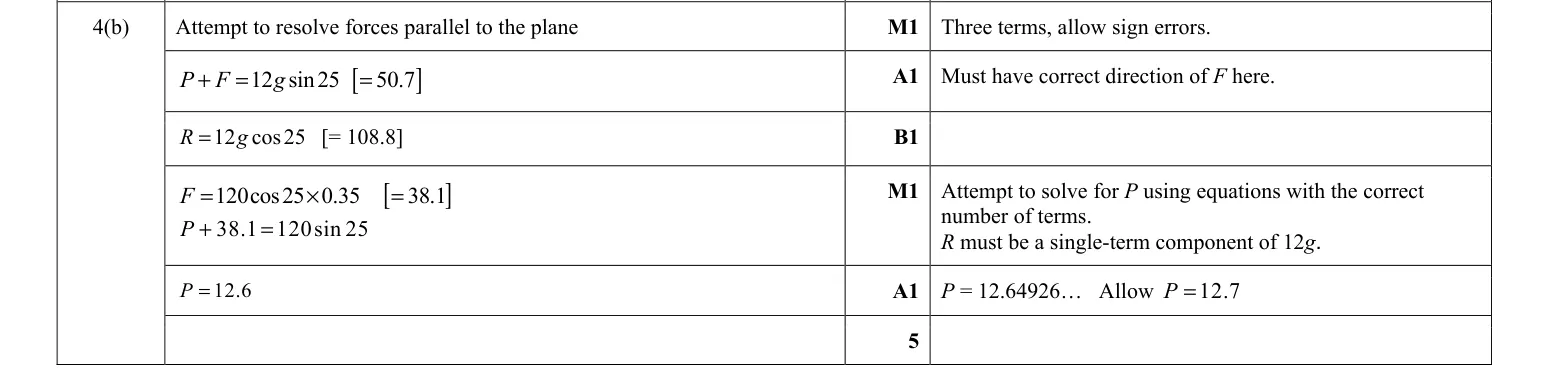 4(b) Attempt to resolve forces parallel to the plane M1 Three terms, allow sign errors.
P + F = 12g sin 25 [= 50.7] A1 Must have correct direction of F here.
R = 12g cos 25 [= 108.8] B1
F = 120cos 25 × 0.35 [= 38.1] M1 Attempt to solve for P using equations with the correct
number of terms.
P + 38.1 = 120sin 25
R must be a single-term component of 12g.
P = 12.6 A1 P = 12.64926… Allow P = 12.7
5